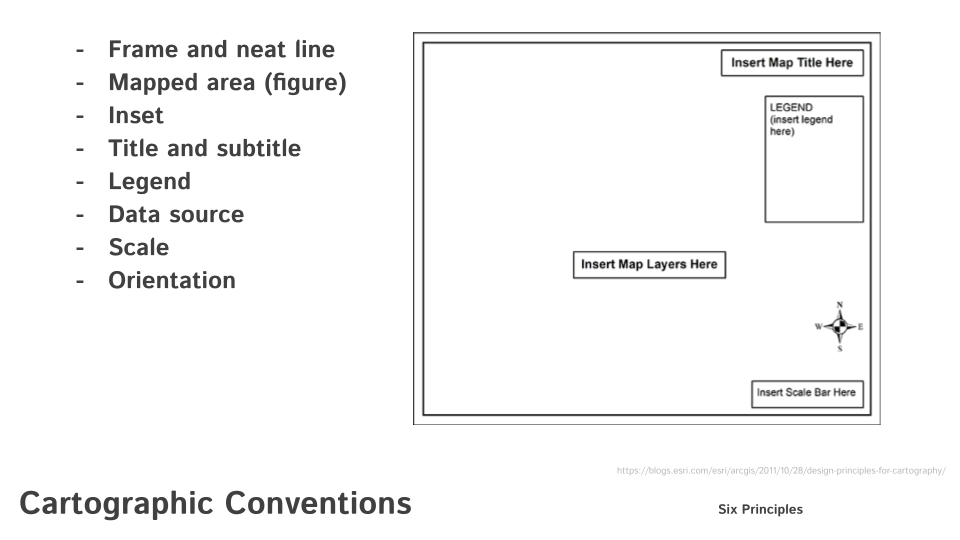 - Frame and neat line
- Mapped area (figure)
- Inset
- Title and subtitle
- Legend
- Data source
- Scale
- Orientation
Insert Map Title Here
LEGEND
(insert legend
here)
Insert Map Layers Here
N
W E
S
Insert Scale Bar Here
https://blogs.esri.com/esri/arcgis/2011/10/28/design-principles-for-cartography/
Cartographic Conventions
Six Principles